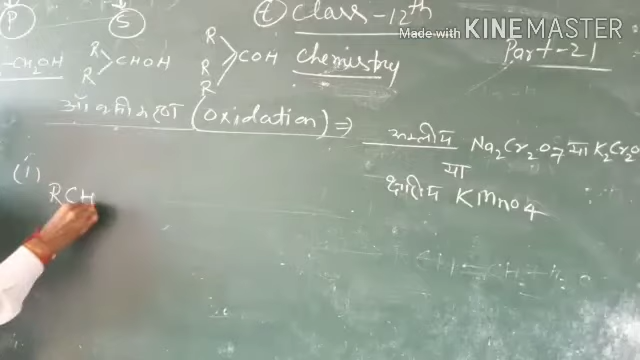 P S
-CH2OH R R >CHOH R R R >COH
Class-12th
Made with KINEMASTER
Chemistry Part-21
ऑक्सीकरण (Oxidation) ⇒
अम्लीय Na2Cr2O7 या K2Cr2O
या
क्षारीय KMnO4
(i)
RCH